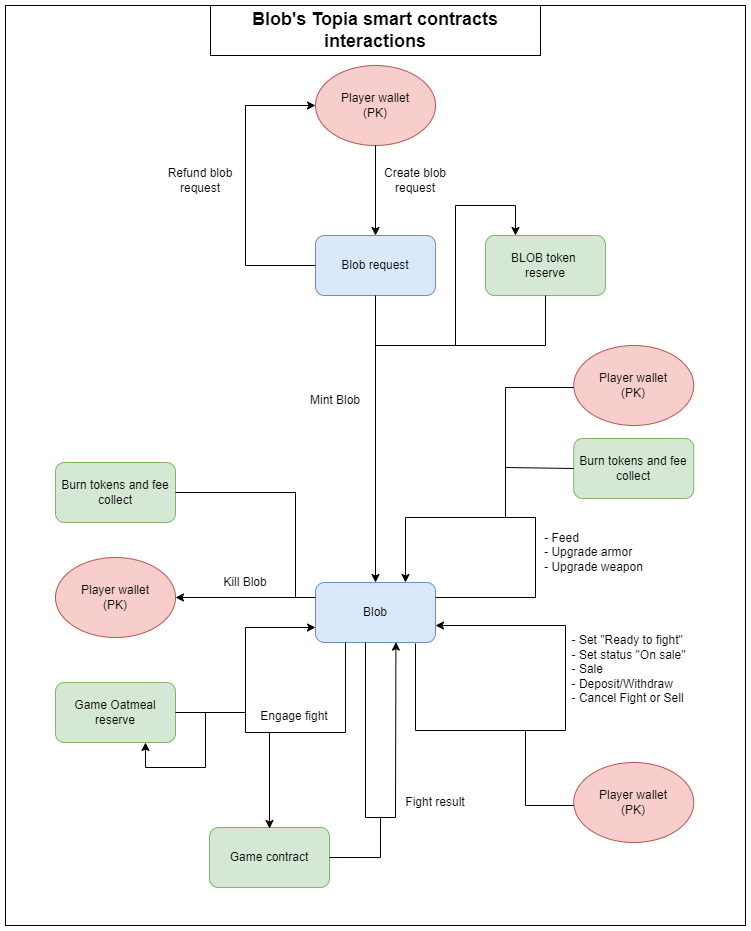 Blob's Topia smart contracts
interactions
Player wallet
(PK)
Refund blob
request
Create blob
request
Blob request
BLOB token
reserve
Mint Blob
Player wallet
(PK)
Burn tokens and fee
collect
Burn tokens and fee
collect
- Feed
- Upgrade armor
- Upgrade weapon
Kill Blob
Player wallet
(PK)
Blob
- Set "Ready to fight"
- Set status "On sale"
- Sale
- Deposit/Withdraw
- Cancel Fight or Sell
Game Oatmeal
reserve
Engage fight
Fight result
Player wallet
(PK)
Game contract